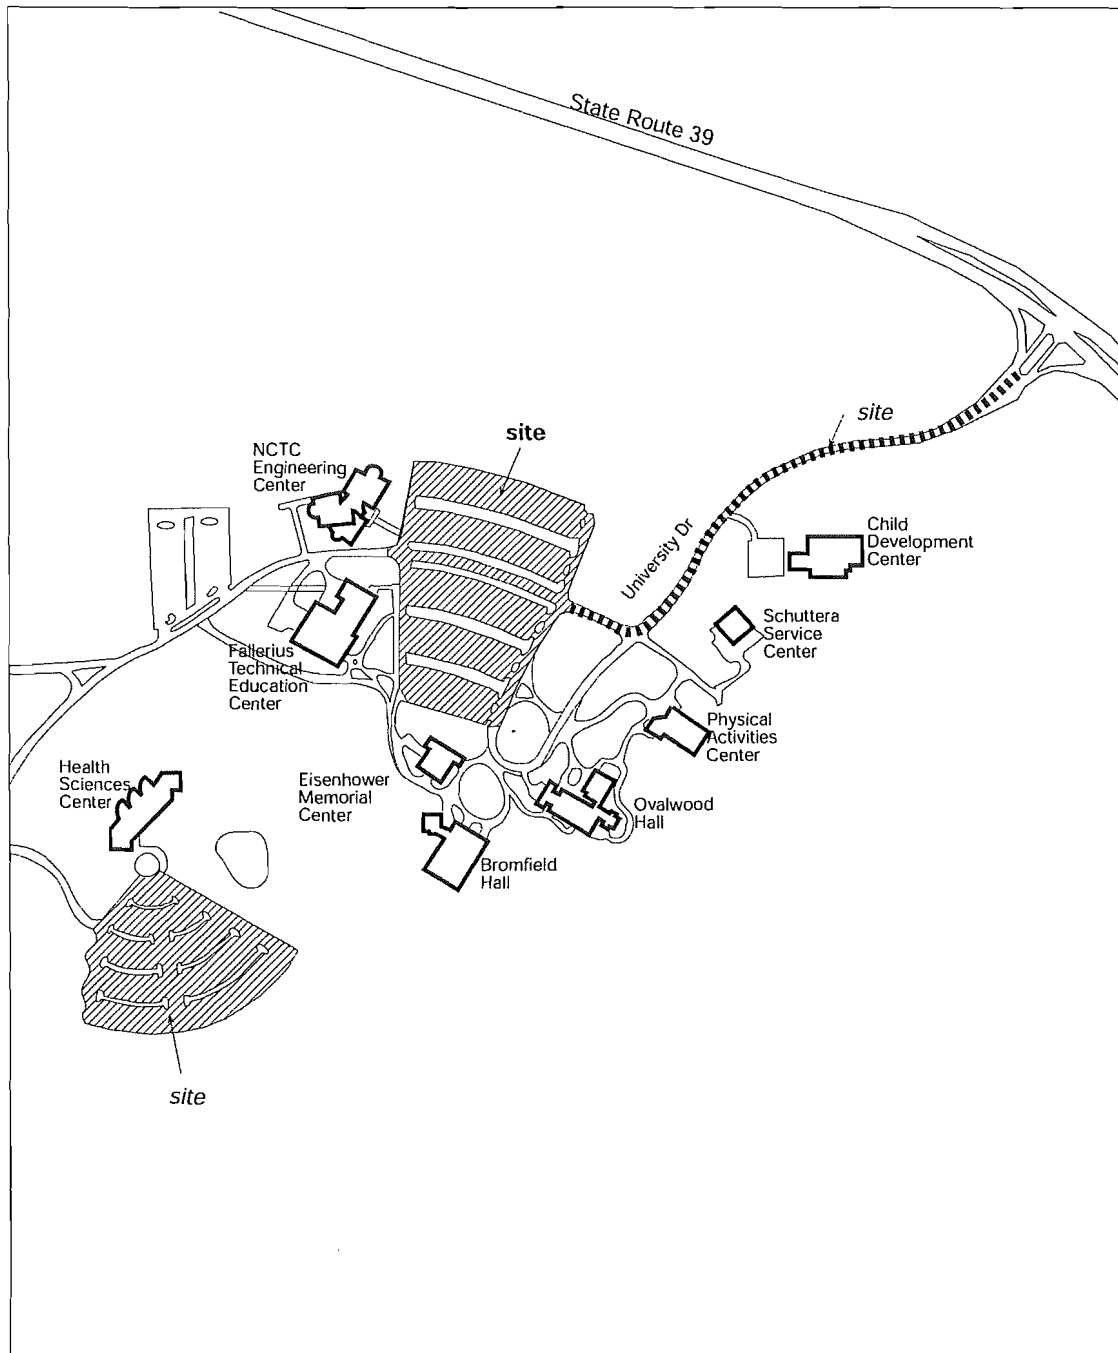 State Route 39
site
site
NCTC
Engineering
Center
University Dr
Child
Development
Center
Schuttera
Service
Center
Fallerius
Technical
Education
Center
Physical
Activities
Center
Health
Sciences
Center
Eisenhower
Memorial
Center
Ovalwood
Hall
Bromfield
Hall
site